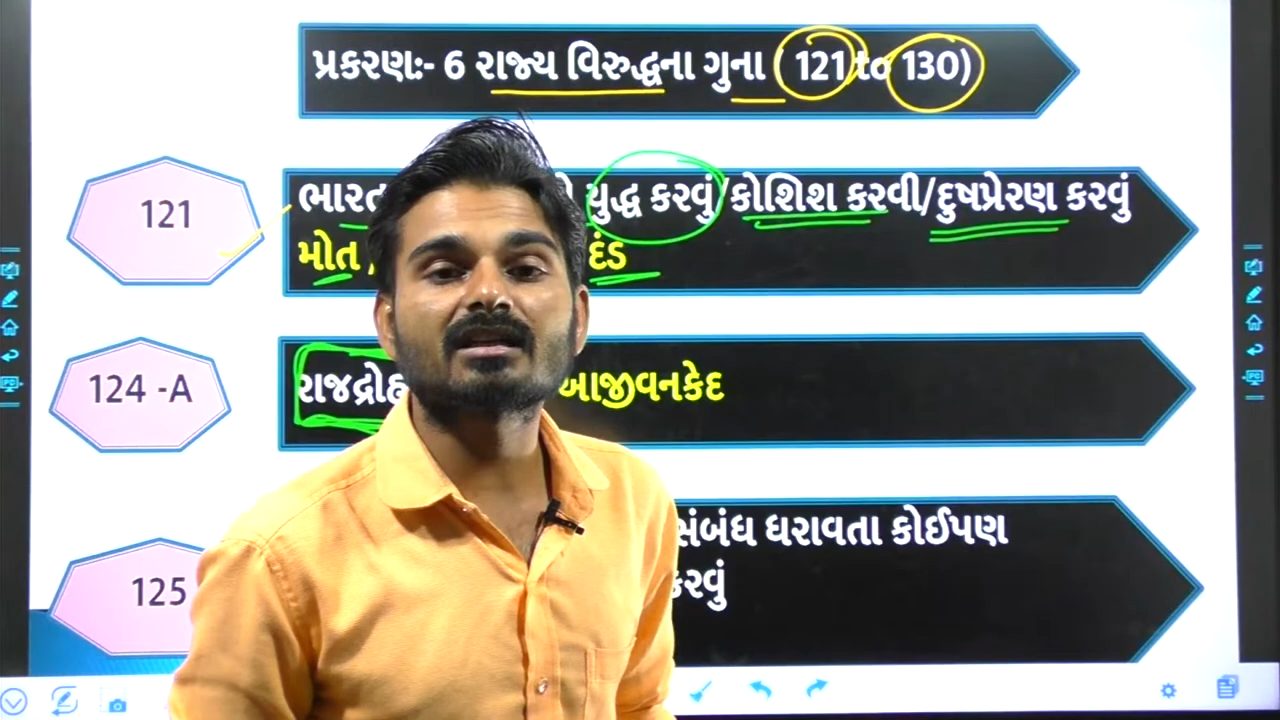 પ્રકરણઃ- 6 રાજ્ય વિરુદ્ધના ગુના ( 121 to 130)
121
ભારત યુદ્ધ કરવું/કોશિશ કરવી/દુષપ્રેરણ કરવું
મોત / દંડ
124 -A
રાજદ્રોહ આજીવનકેદ
125
સંબંધ ધરાવતા કોઈપણ
કરવું